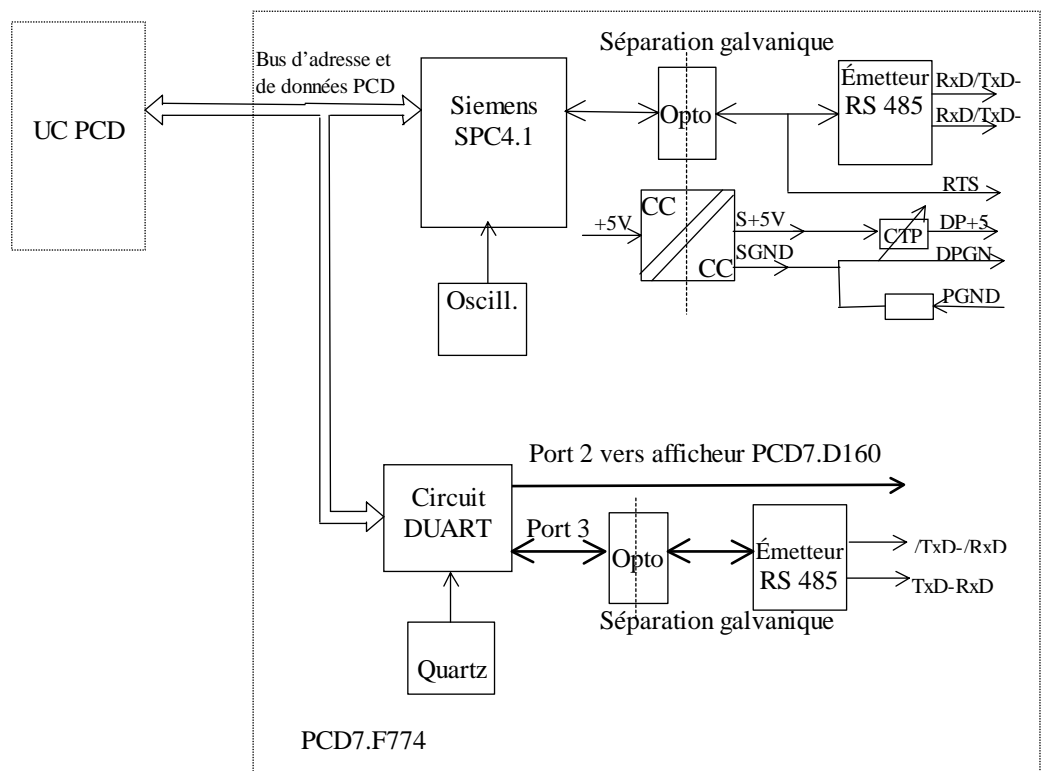 Séparation galvanique
Bus d'adresse et
de données PCD
UC PCD
Siemens
SPC4.1
Opto
Émetteur
RS 485
RxD/TxD-
RxD/TxD-
RTS
+5V
CC
CC
S+5V
SGND
CTP
DP+5
DPGN
PGND
Oscill.
Port 2 vers afficheur PCD7.D160
Circuit
DUART
Port 3
Opto
Émetteur
RS 485
/TxD-/RxD
TxD-RxD
Séparation galvanique
Quartz
PCD7.F774